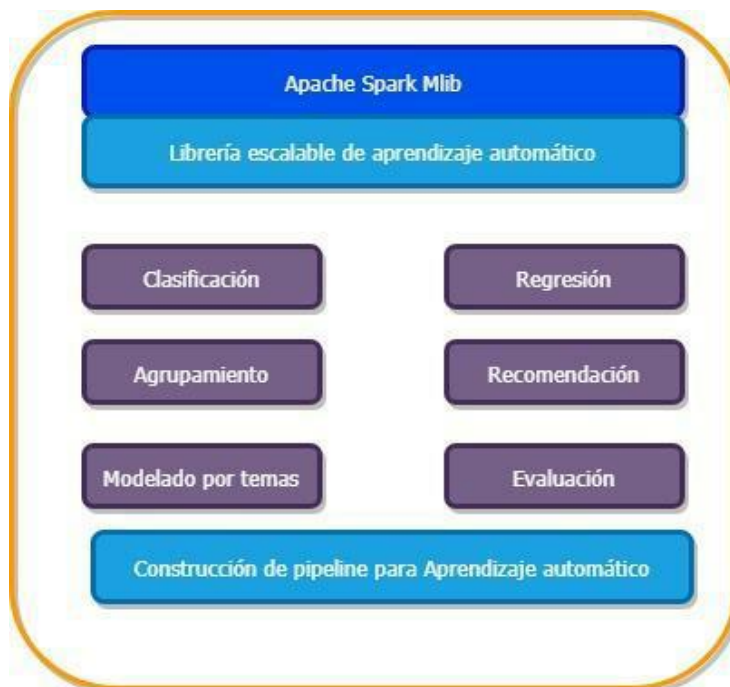 Apache Spark Mlib
Librería escalable de aprendizaje automático
Clasificación
Regresión
Agrupamiento
Recomendación
Modelado por temas
Evaluación
Construcción de pipeline para Aprendizaje automático